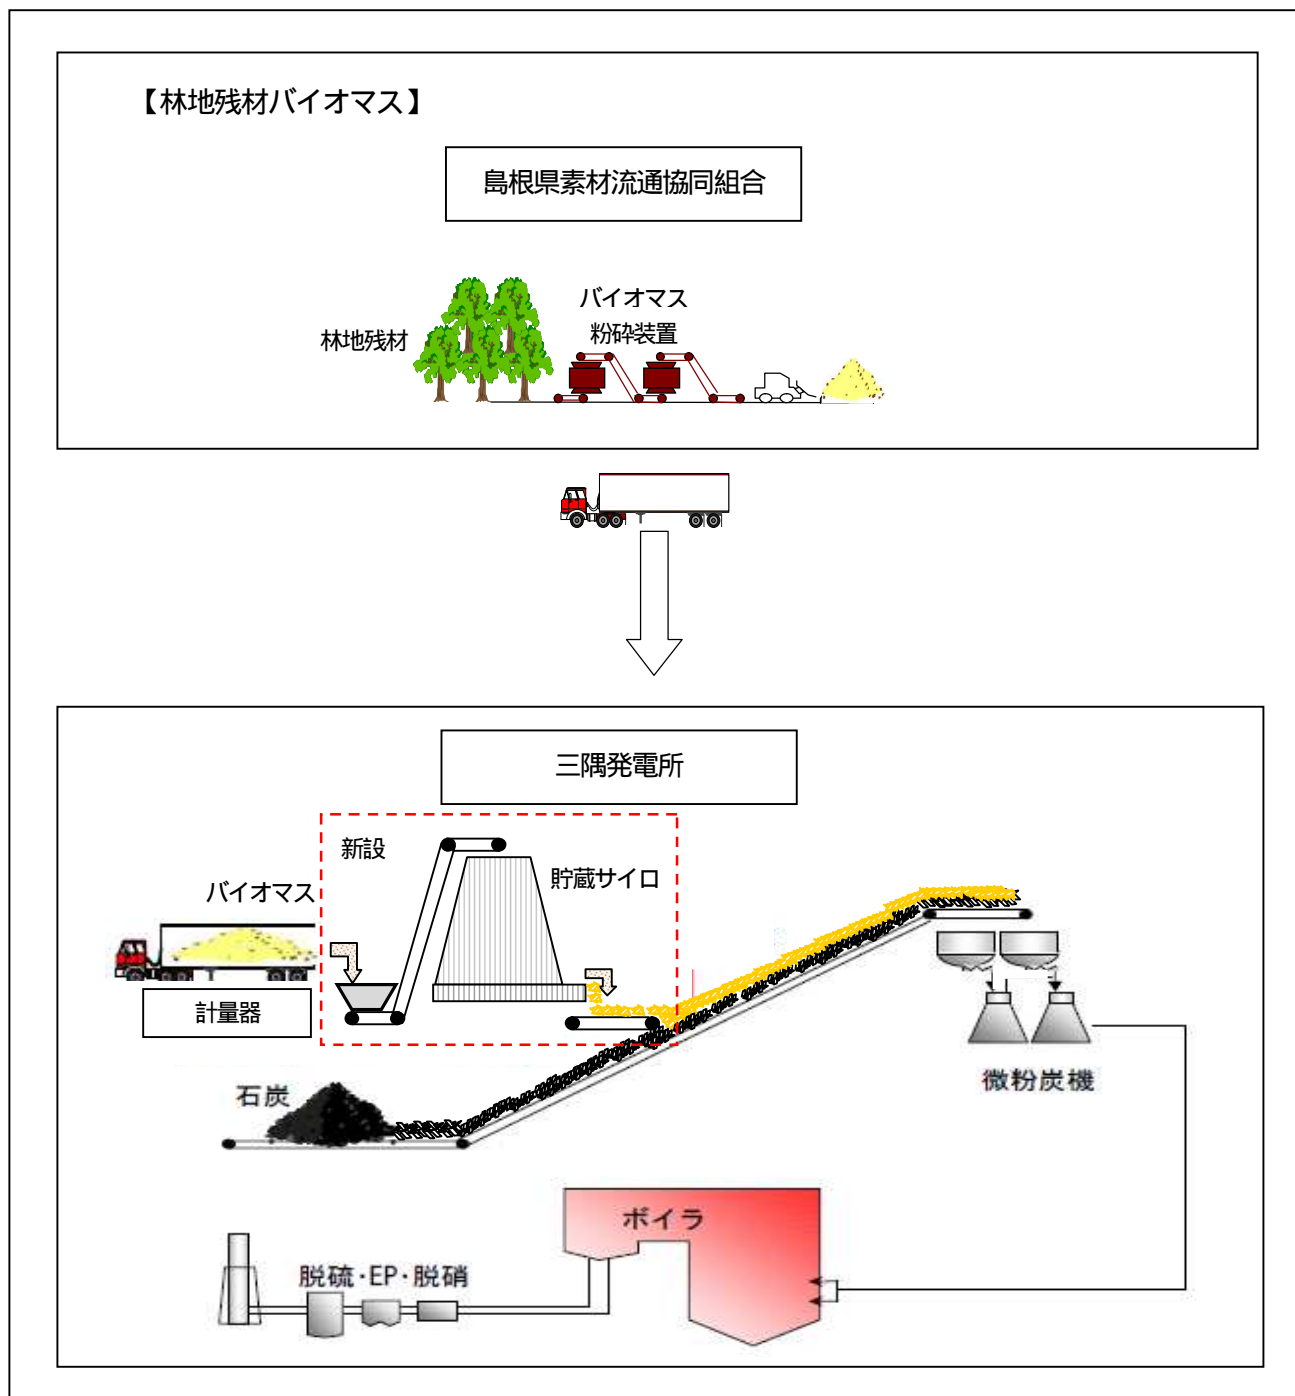 【林地残材バイオマス】
島根県素材流通協同組合
バイオマス
粉砕装置
林地残材
三隅発電所
新設
貯蔵サイロ
バイオマス
計量器
石炭
微粉炭機
ボイラ
脱硫・EP・脱硝